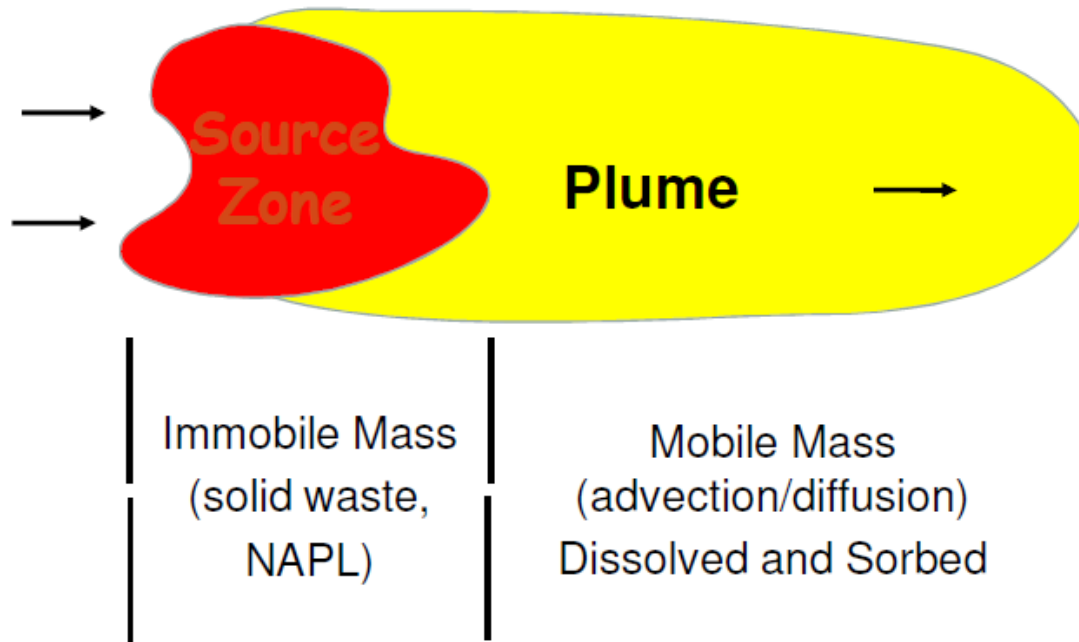 Source
Zone
Plume
Immobile Mass
(solid waste,
NAPL)
Mobile Mass
(advection/diffusion)
Dissolved and Sorbed